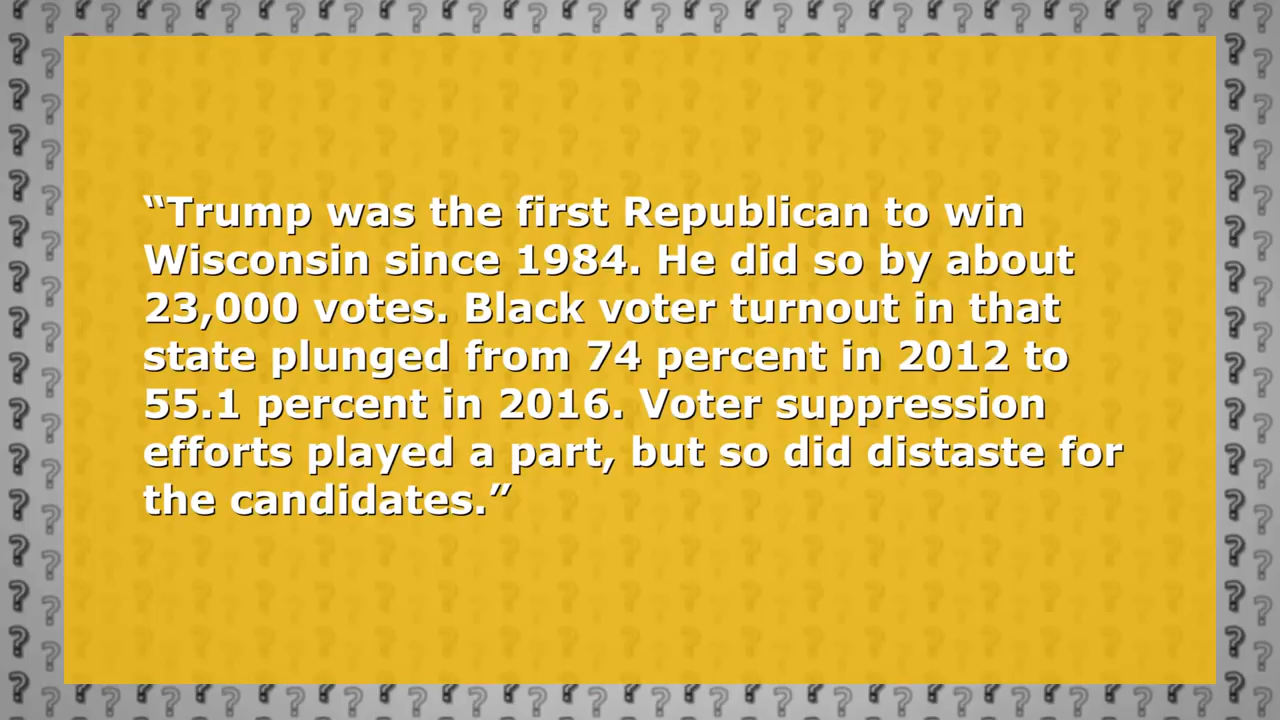 “Trump was the first Republican to win
Wisconsin since 1984. He did so by about
23,000 votes. Black voter turnout in that
state plunged from 74 percent in 2012 to
55.1 percent in 2016. Voter suppression
efforts played a part, but so did distaste for
the candidates.”